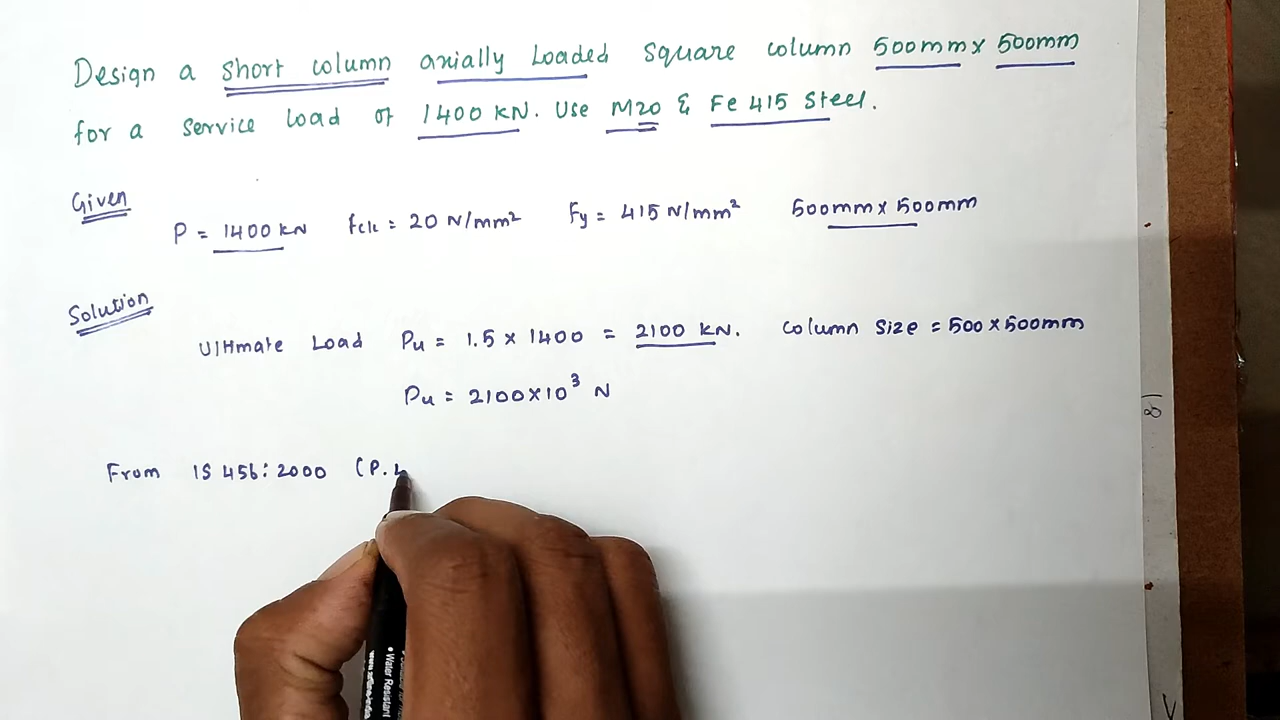 Design a short column axially Loaded square column 500mm x 500mm
for a service Load of 1400 kN. Use M20 & Fe 415 Steel.
Given
P = 1400 kN Fck = 20 N/mm² Fy = 415 N/mm² 500mm x 500mm
Solution
Ultimate Load Pu = 1.5 x 1400 = 2100 kN. Column Size = 500 x 500mm
Pu = 2100x10³ N
From IS 456:2000 (P.
• Water Resistant